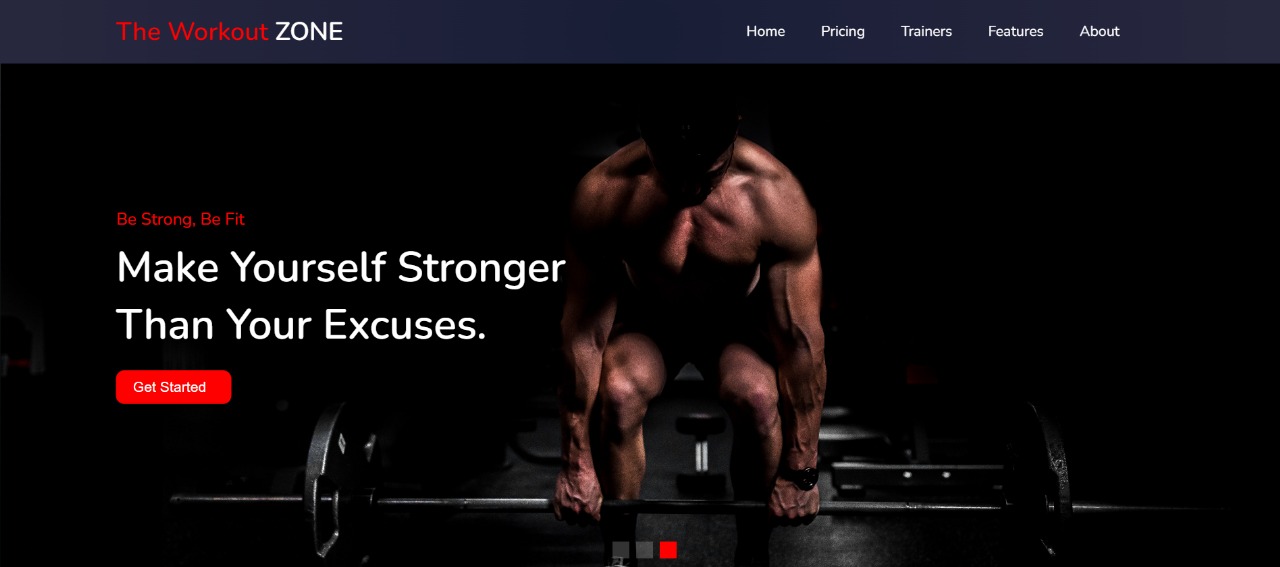 The Workout ZONE
Home Pricing Trainers Features About
Be Strong, Be Fit
Make Yourself Stronger
Than Your Excuses.
Get Started